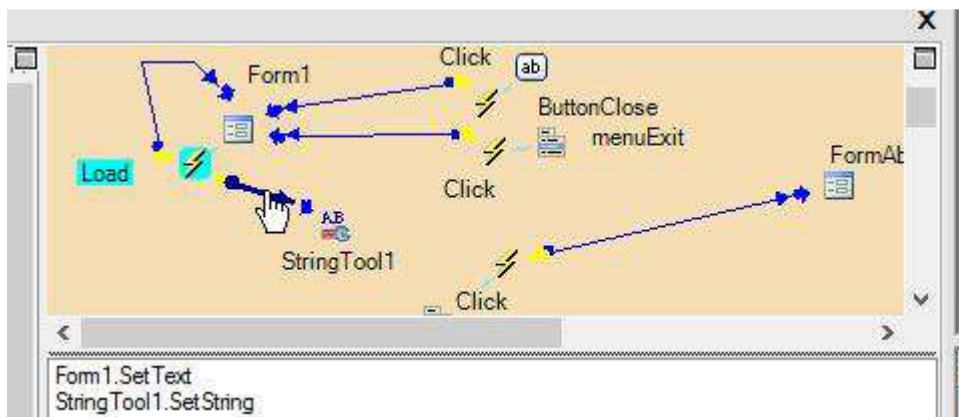 X
Click
ab
Form1
ButtonClose
menuExit
FormAb
Load
Click
AB
StringTool1
Click
Form1.SetText
StringTool1.SetString